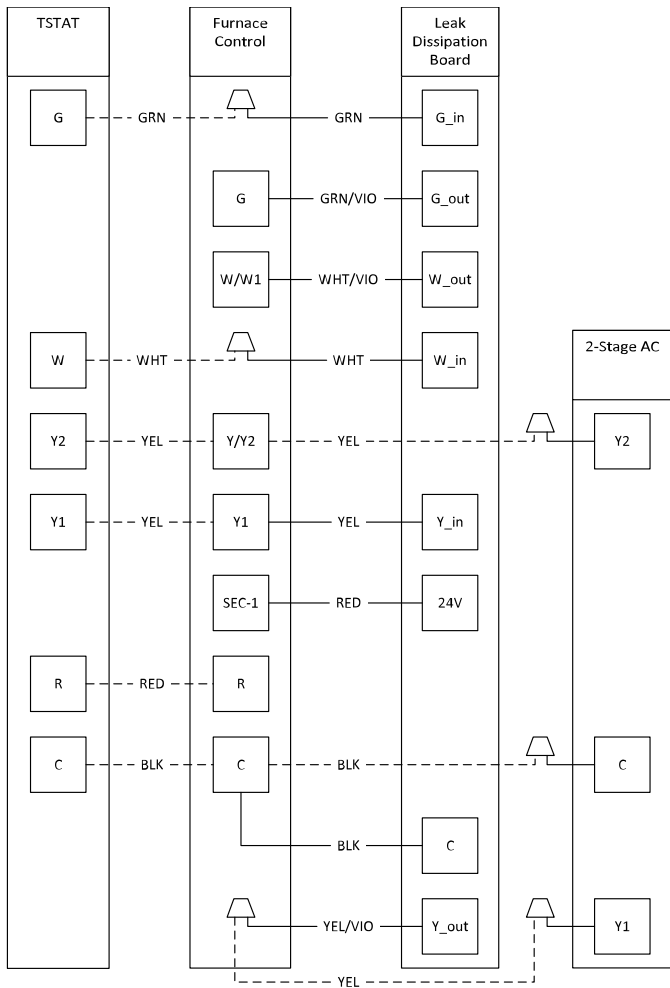 TSTAT
Furnace
Control
Leak
Dissipation
Board
G
GRN
GRN
G_in
G
GRN/VIO
G_out
W/W1
WHT/VIO
W_out
2-Stage AC
W
WHT
WHT
W_in
Y2
YEL
Y/Y2
YEL
Y2
Y1
YEL
Y1
YEL
Y_in
SEC-1
RED
24V
R
RED
R
C
BLK
C
BLK
C
BLK
C
YEL/VIO
Y_out
Y1
YEL